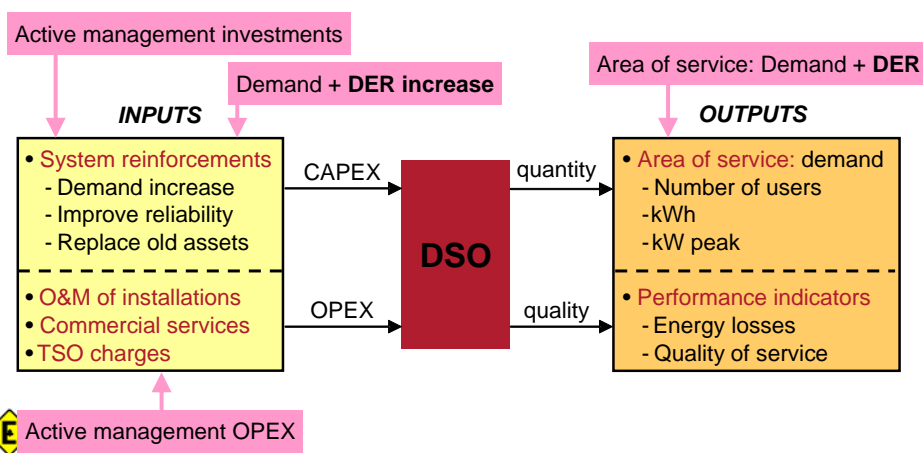 Active management investments
Area of service: Demand + DER
Demand + DER increase
INPUTS
OUTPUTS
• System reinforcements
- Demand increase
- Improve reliability
- Replace old assets
• O&M of installations
• Commercial services
• TSO charges
CAPEX
OPEX
DSO
quantity
quality
• Area of service: demand
- Number of users
- kWh
- kW peak
• Performance indicators
- Energy losses
- Quality of service
E
Active management OPEX